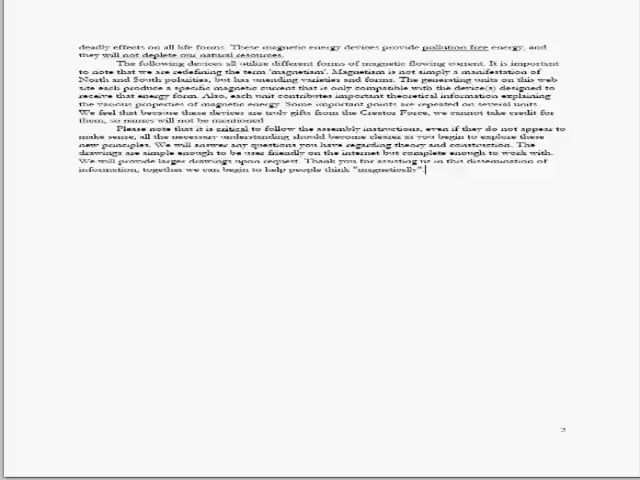 deadly effects on all life forms. These magnetic energy devices provide pollution free energy, and
they will not deplete our natural resources.
The following devices all utilize different forms of magnetic flowing current. It is important
to note that we are redefining the term 'magnetism'. Magnetism is not simply a manifestation of
North and South polarities, but has unending varieties and forms. The generating units on this web
site each produce a specific magnetic current that is only compatible with the device(s) designed to
receive that energy form. Also, each unit contributes important theoretical information explaining
the various properties of magnetic energy. Some important points are repeated on several units.
We feel that because these devices are truly gifts from the Creator Force, we cannot take credit for
them, so names will not be mentioned.
Please note that it is critical to follow the assembly instructions, even if they do not appear to
make sense, all the necessary understanding should become clearer as you begin to explore these
new principles. We will answer any questions you have regarding theory and construction. The
drawings are simple enough to be user friendly on the internet but complete enough to work with.
We will provide larger drawings upon request. Thank you for assisting us in this dissemination of
information, together we can begin to help people think "magnetically".
2